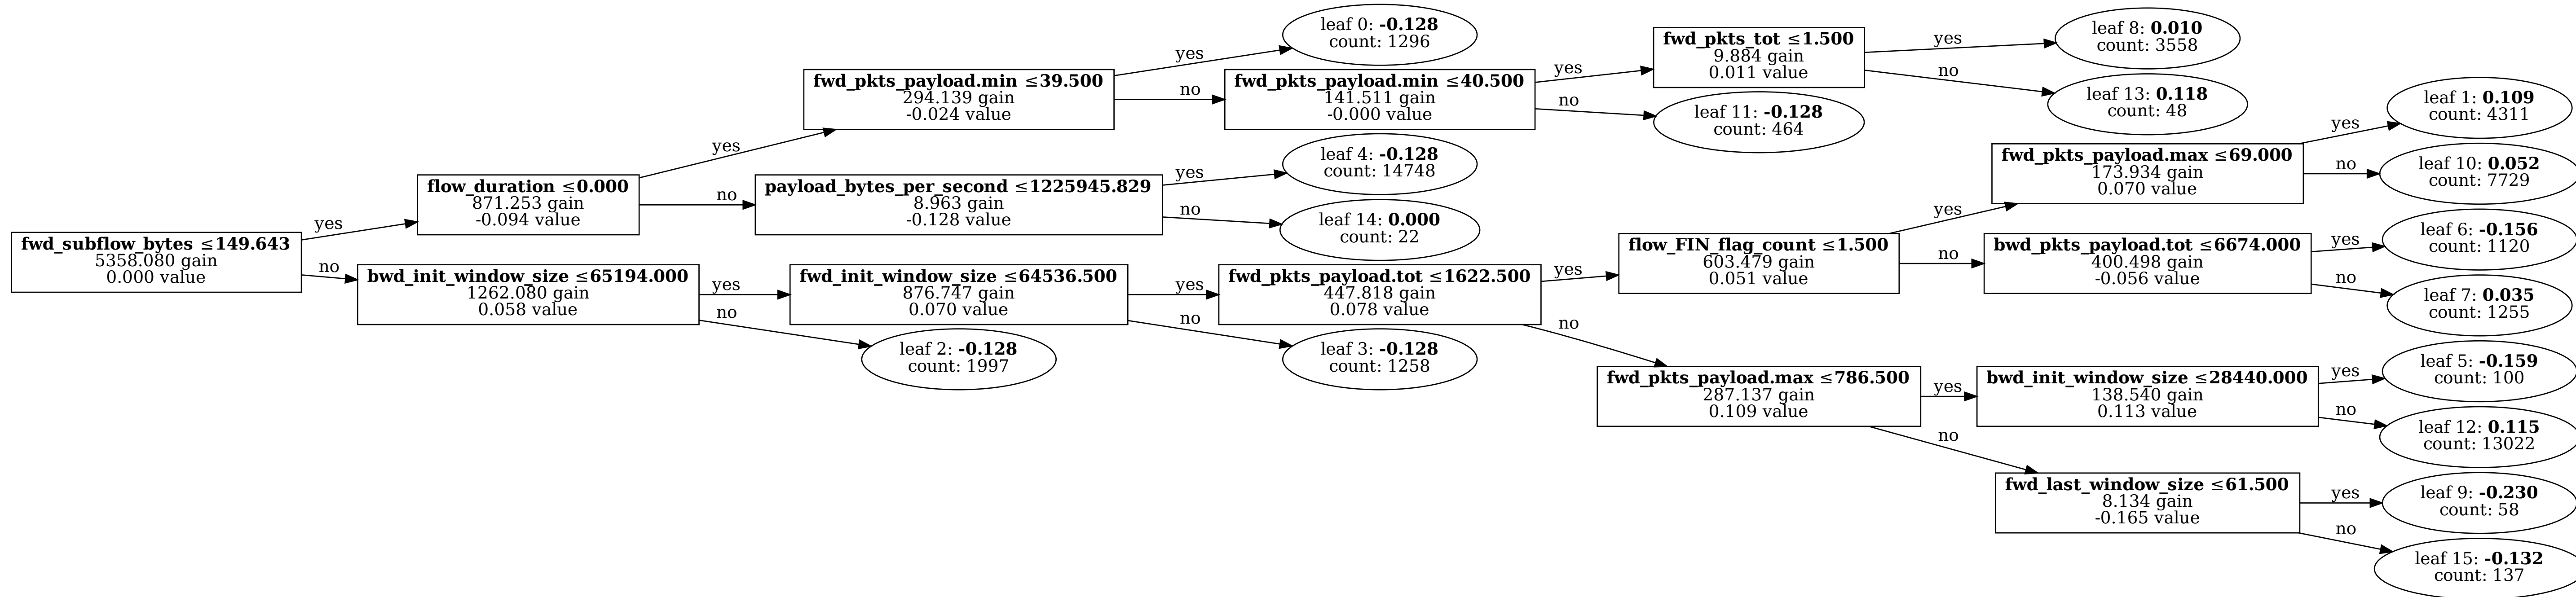 fwd_subflow_bytes ≤149.643
5358.080 gain
0.000 value
yes
no
flow_duration ≤0.000
871.253 gain
-0.094 value
yes
no
bwd_init_window_size ≤65194.000
1262.080 gain
0.058 value
yes
no
fwd_pkts_payload.min ≤39.500
294.139 gain
-0.024 value
yes
no
payload_bytes_per_second ≤1225945.829
8.963 gain
-0.128 value
yes
no
fwd_init_window_size ≤64536.500
876.747 gain
0.070 value
yes
no
leaf 2: -0.128
count: 1997
leaf 0: -0.128
count: 1296
fwd_pkts_payload.min ≤40.500
141.511 gain
-0.000 value
yes
no
leaf 4: -0.128
count: 14748
leaf 14: 0.000
count: 22
fwd_pkts_payload.tot ≤1622.500
447.818 gain
0.078 value
yes
no
leaf 3: -0.128
count: 1258
fwd_pkts_tot ≤1.500
9.884 gain
0.011 value
yes
no
leaf 11: -0.128
count: 464
flow_FIN_flag_count ≤1.500
603.479 gain
0.051 value
yes
no
fwd_pkts_payload.max ≤786.500
287.137 gain
0.109 value
yes
no
leaf 8: 0.010
count: 3558
leaf 13: 0.118
count: 48
fwd_pkts_payload.max ≤69.000
173.934 gain
0.070 value
yes
no
bwd_pkts_payload.tot ≤6674.000
400.498 gain
-0.056 value
yes
no
bwd_init_window_size ≤28440.000
138.540 gain
0.113 value
yes
no
fwd_last_window_size ≤61.500
8.134 gain
-0.165 value
yes
no
leaf 1: 0.109
count: 4311
leaf 10: 0.052
count: 7729
leaf 6: -0.156
count: 1120
leaf 7: 0.035
count: 1255
leaf 5: -0.159
count: 100
leaf 12: 0.115
count: 13022
leaf 9: -0.230
count: 58
leaf 15: -0.132
count: 137